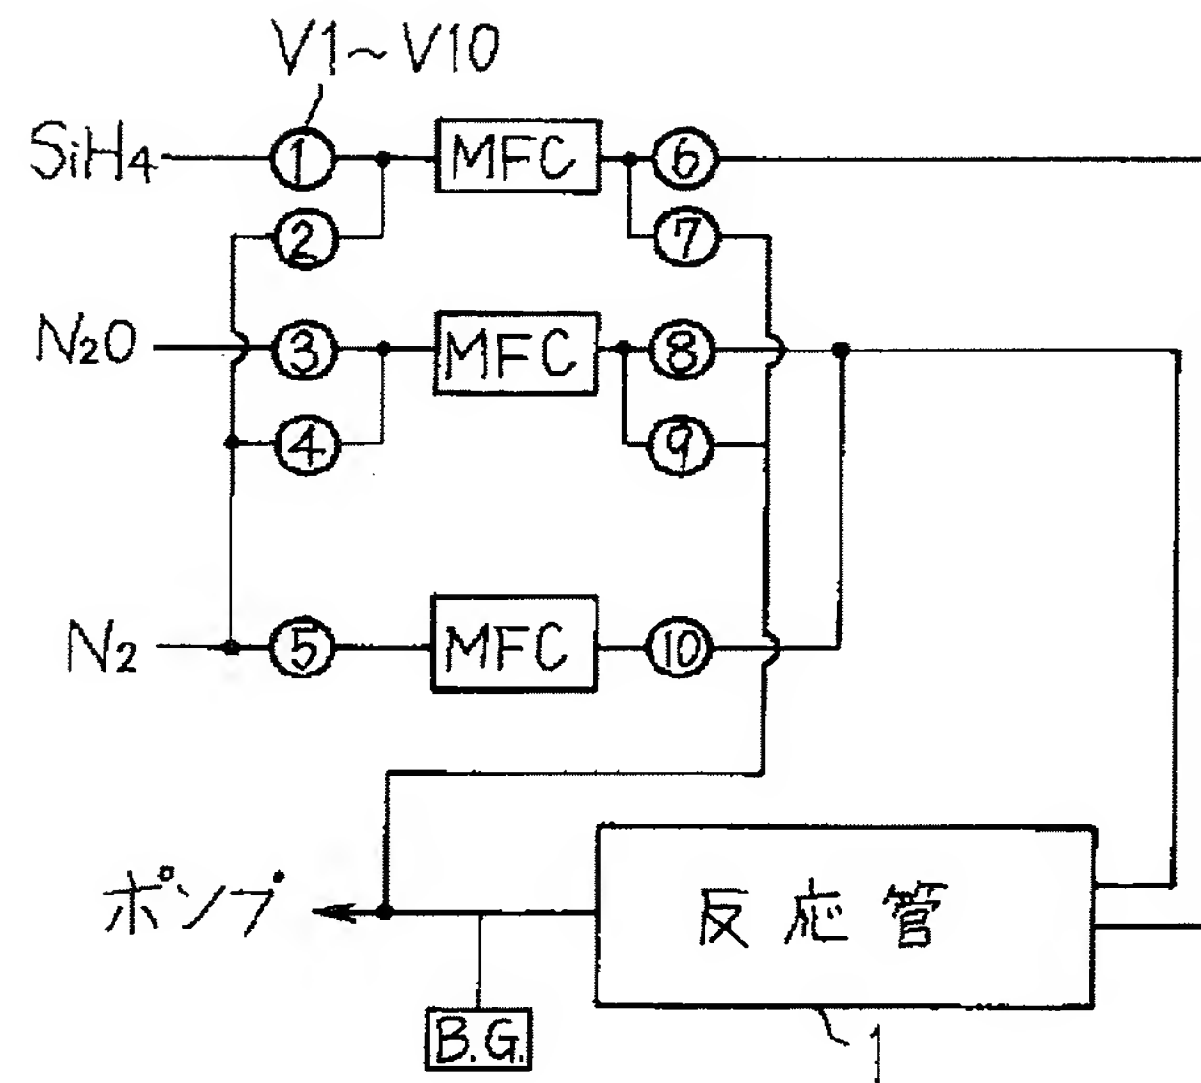 V1~V10
SiH4 ① MFC ⑥
② ⑦
N2O ③ MFC ⑧
④ ⑨
N2 ⑤ MFC ⑩
ポンプ 反応管
B.G. 1